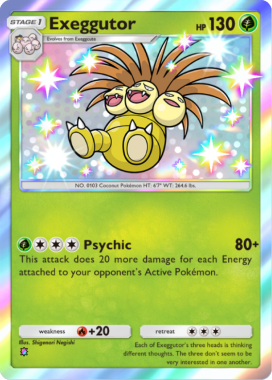 STAGE 1
Exeggutor
HP 130
Evolves from Exeggcute
NO. 0103 Coconut Pokémon HT: 6'7" WT: 264.6 lbs.
Psychic 80+
This attack does 20 more damage for each Energy
attached to your opponent's Active Pokémon.
weakness +20 retreat
Illus. Shigenori Negishi
Each of Exeggutor's three heads is thinking
different thoughts. The three don't seem to be
very interested in one another.